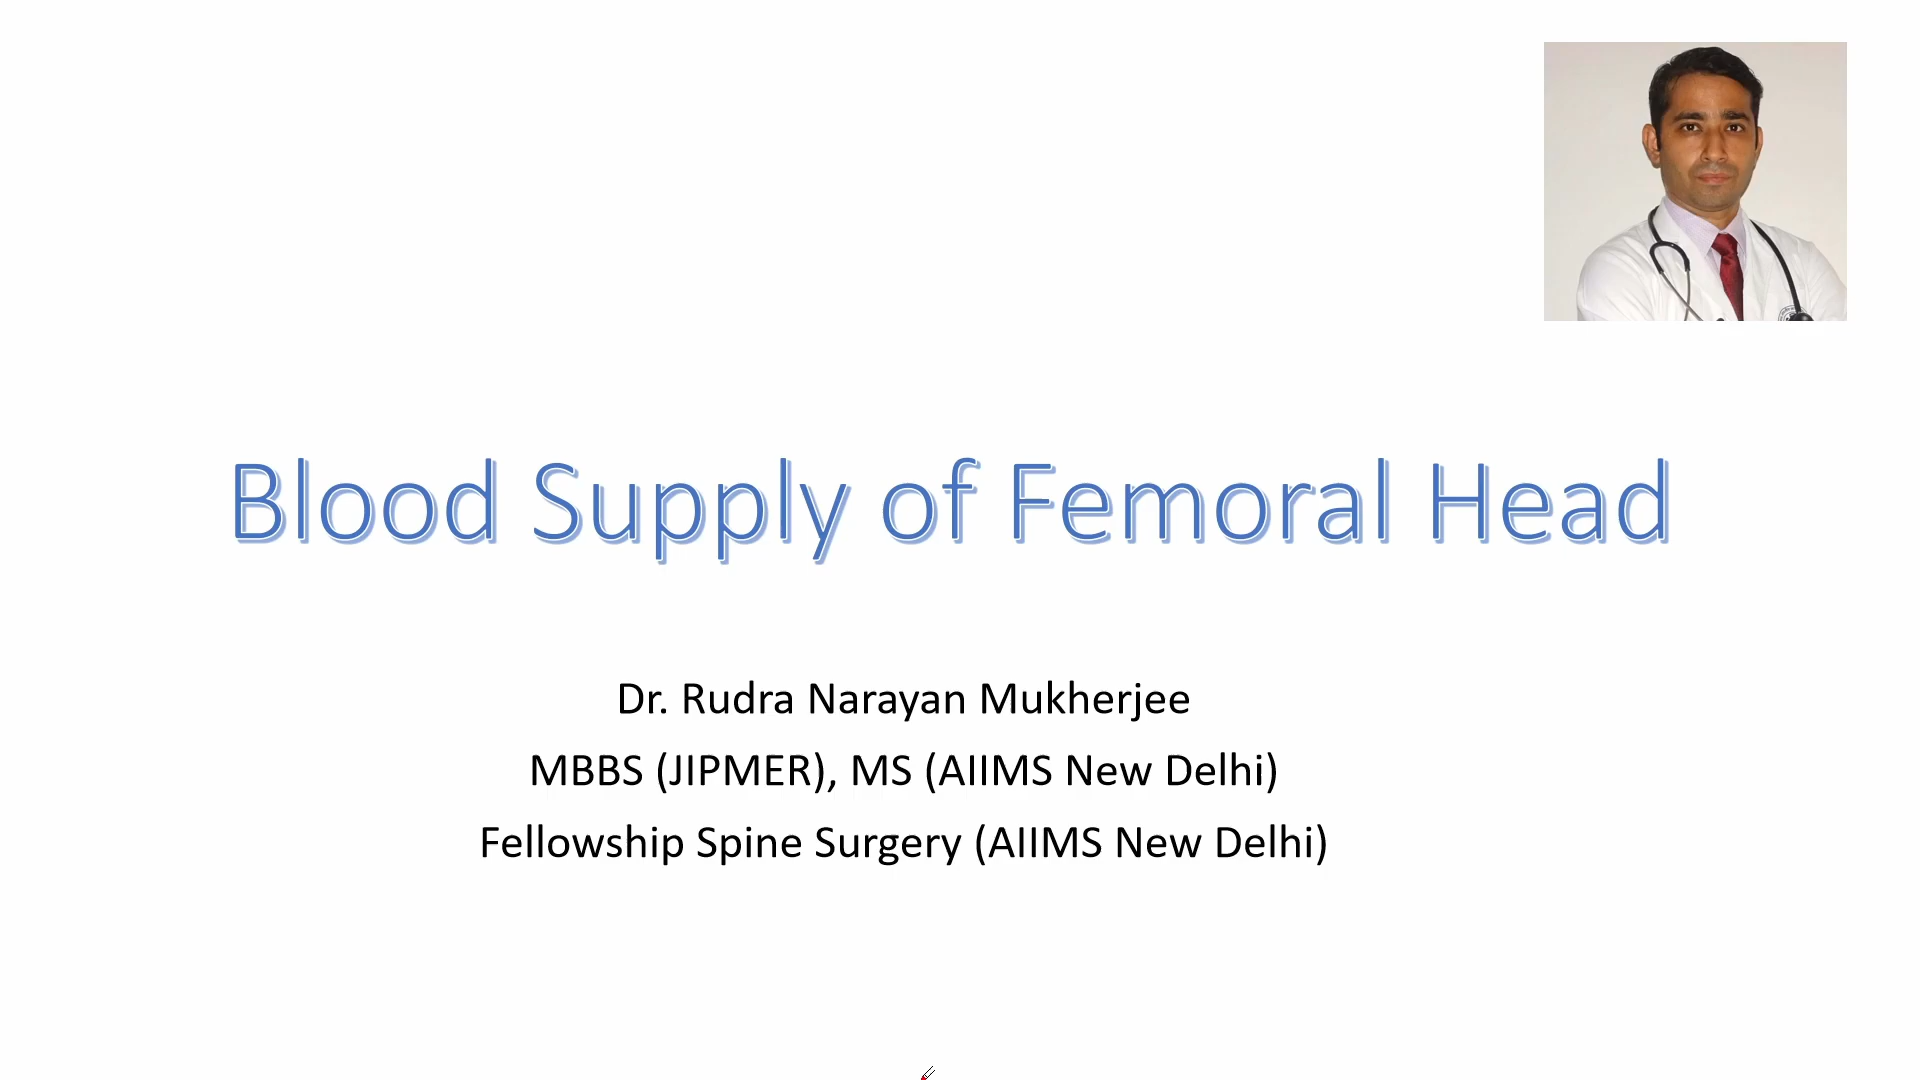 Blood Supply of Femoral Head
Dr. Rudra Narayan Mukherjee
MBBS (JIPMER), MS (AIIMS New Delhi)
Fellowship Spine Surgery (AIIMS New Delhi)